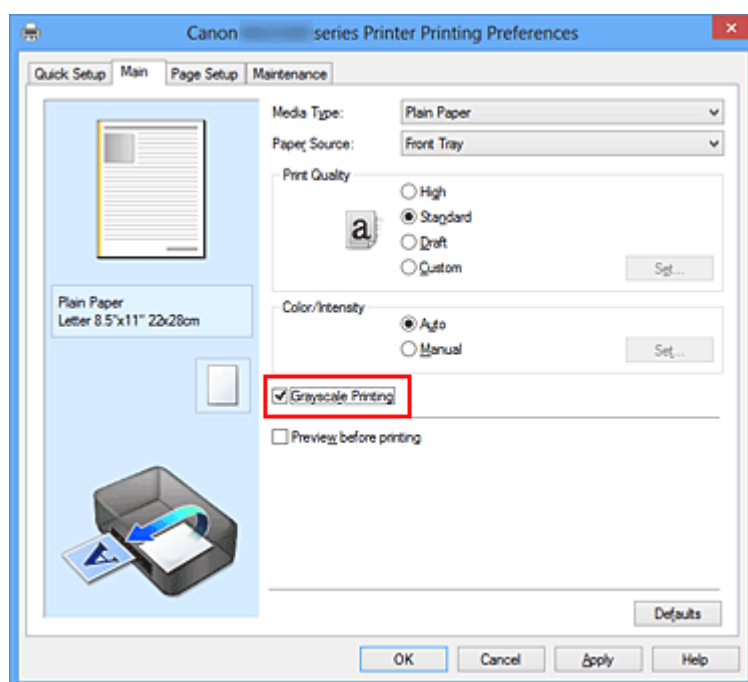 Canon series Printer Printing Preferences
Quick Setup Main Page Setup Maintenance
Media Type: Plain Paper
Paper Source: Front Tray
Print Quality
High
a Standard
Draft
Custom Set...
Plain Paper
Letter 8.5"x11" 22x28cm
Color/Intensity
Auto
Manual Set...
Grayscale Printing
Preview before printing
A
Defaults
OK Cancel Apply Help